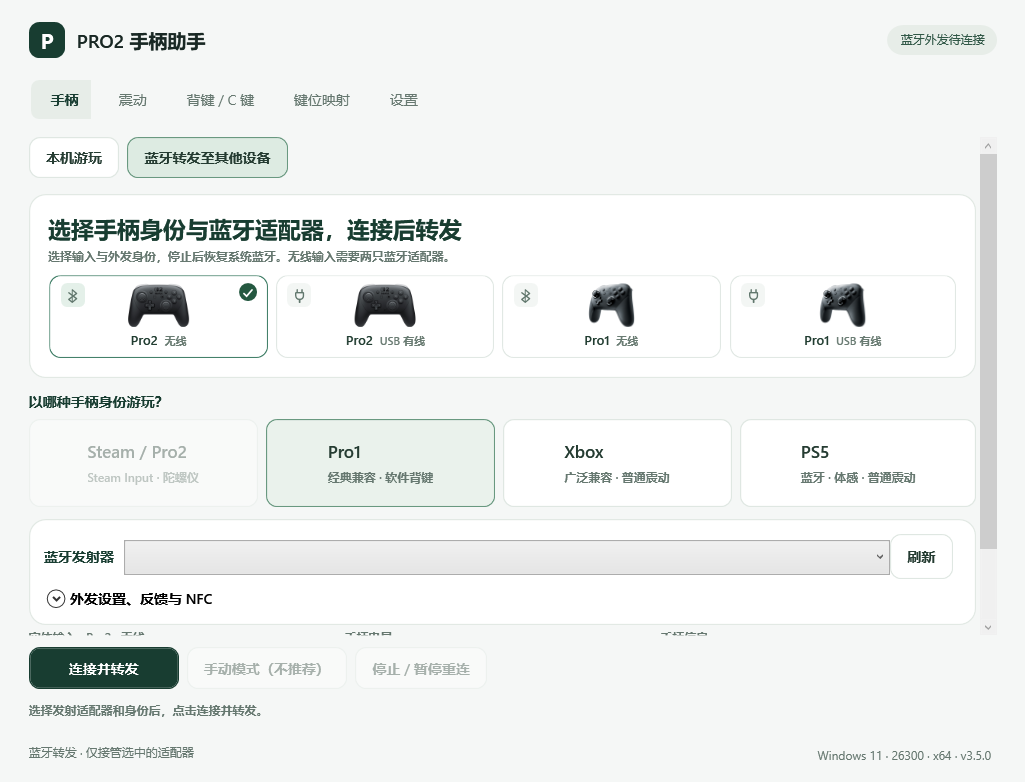 P PRO2 手柄助手
蓝牙外发待连接
手柄 震动 背键 / C 键 键位映射 设置
本机游玩 蓝牙转发至其他设备
选择手柄身份与蓝牙适配器，连接后转发
选择输入与外发身份，停止后恢复系统蓝牙。无线输入需要两只蓝牙适配器。
Pro2 无线 Pro2 USB 有线 Pro1 无线 Pro1 USB 有线
以哪种手柄身份游玩？
Steam / Pro2 Pro1 Xbox PS5
Steam Input · 陀螺仪 经典兼容 · 软件背键 广泛兼容 · 普通震动 蓝牙 · 体感 · 普通震动
蓝牙发射器 刷新
外发设置、反馈与 NFC
连接并转发 手动模式（不推荐） 停止 / 暂停重连
选择发射适配器和身份后，点击连接并转发。
蓝牙转发 · 仅接管选中的适配器
Windows 11 · 26300 · x64 · v3.5.0